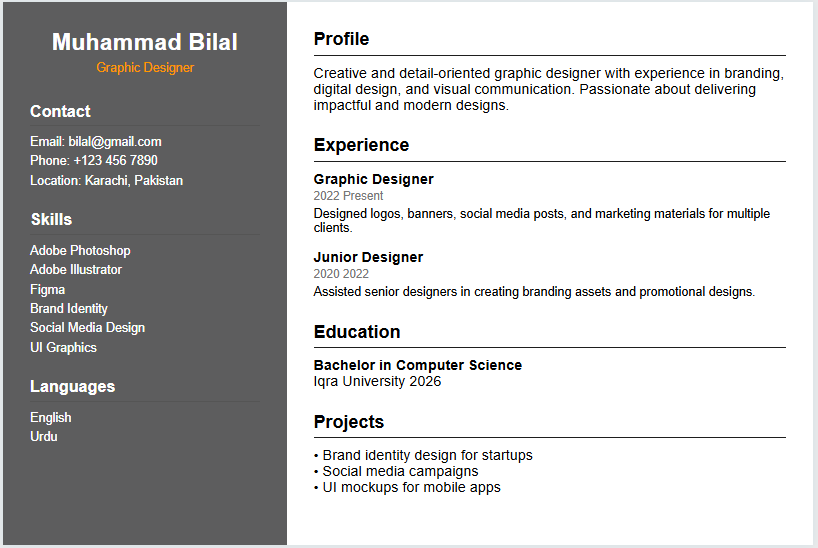 Muhammad Bilal
Graphic Designer
Contact
Email: bilal@gmail.com
Phone: +123 456 7890
Location: Karachi, Pakistan
Skills
Adobe Photoshop
Adobe Illustrator
Figma
Brand Identity
Social Media Design
UI Graphics
Languages
English
Urdu
Profile
Creative and detail-oriented graphic designer with experience in branding,
digital design, and visual communication. Passionate about delivering
impactful and modern designs.
Experience
Graphic Designer
2022 Present
Designed logos, banners, social media posts, and marketing materials for multiple
clients.
Junior Designer
2020 2022
Assisted senior designers in creating branding assets and promotional designs.
Education
Bachelor in Computer Science
Iqra University 2026
Projects
• Brand identity design for startups
• Social media campaigns
• UI mockups for mobile apps